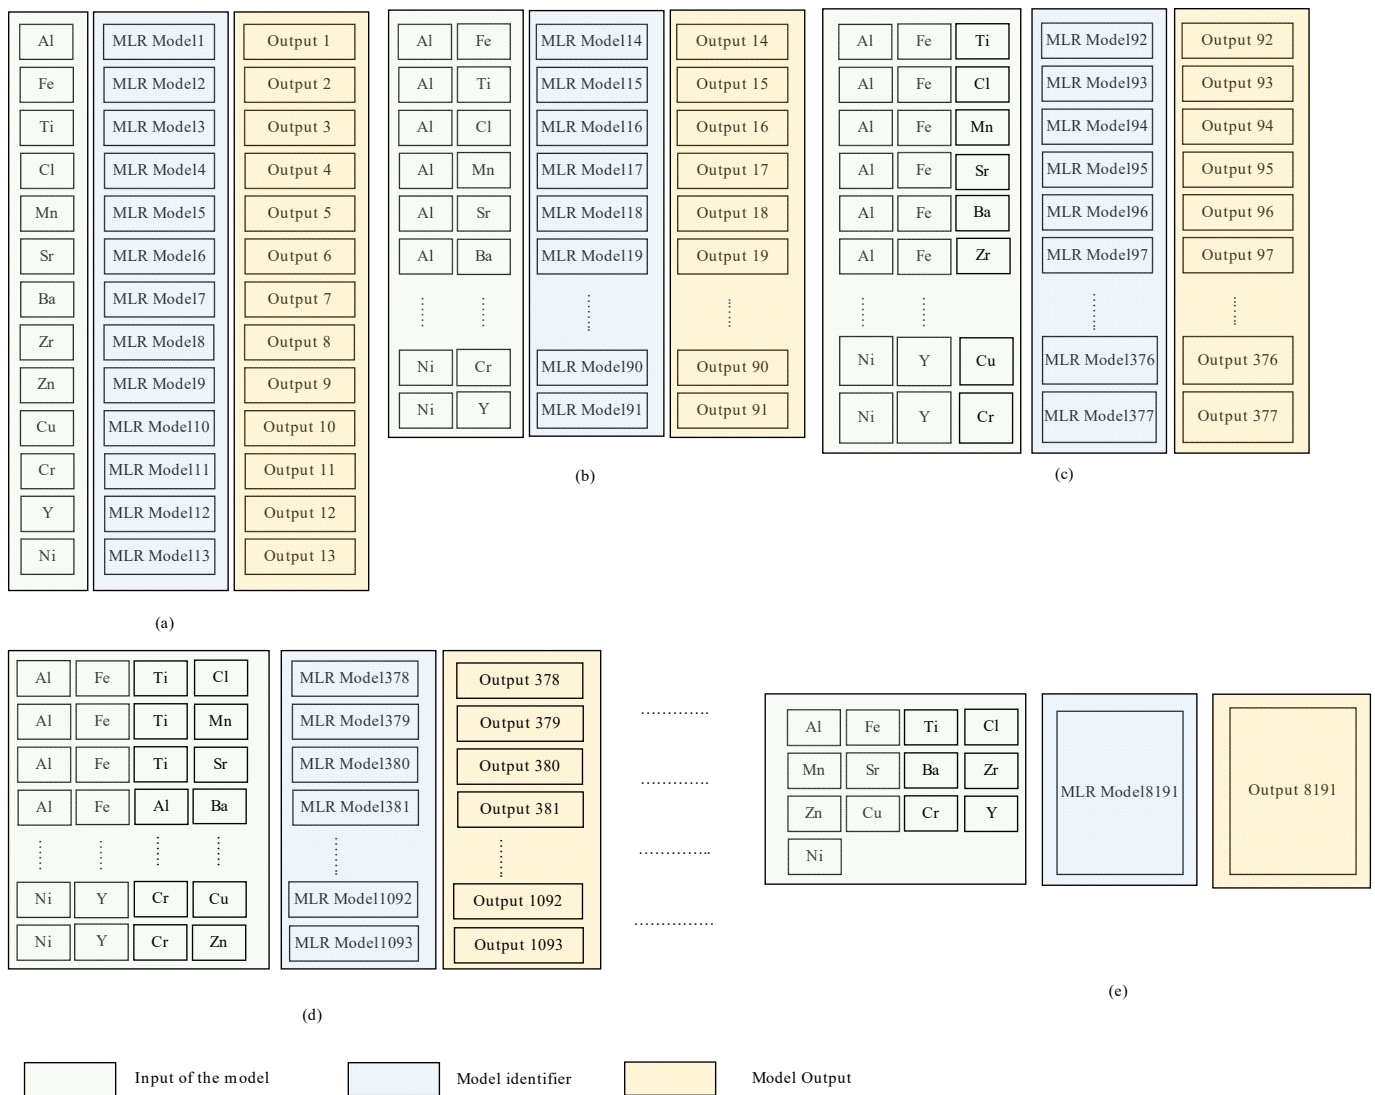 Al MLR Model1 Output 1
Fe MLR Model2 Output 2
Ti MLR Model3 Output 3
Cl MLR Model4 Output 4
Mn MLR Model5 Output 5
Sr MLR Model6 Output 6
Ba MLR Model7 Output 7
Zr MLR Model8 Output 8
Zn MLR Model9 Output 9
Cu MLR Model10 Output 10
Cr MLR Model11 Output 11
Y MLR Model12 Output 12
Ni MLR Model13 Output 13
(a)
Al Fe MLR Model14 Output 14
Al Ti MLR Model15 Output 15
Al Cl MLR Model16 Output 16
Al Mn MLR Model17 Output 17
Al Sr MLR Model18 Output 18
Al Ba MLR Model19 Output 19
Ni Cr MLR Model90 Output 90
Ni Y MLR Model91 Output 91
(b)
Al Fe Ti MLR Model92 Output 92
Al Fe Cl MLR Model93 Output 93
Al Fe Mn MLR Model94 Output 94
Al Fe Sr MLR Model95 Output 95
Al Fe Ba MLR Model96 Output 96
Al Fe Zr MLR Model97 Output 97
Ni Y Cu MLR Model376 Output 376
Ni Y Cr MLR Model377 Output 377
(c)
Al Fe Ti Cl MLR Model378 Output 378
Al Fe Ti Mn MLR Model379 Output 379
Al Fe Ti Sr MLR Model380 Output 380
Al Fe Al Ba MLR Model381 Output 381
Ni Y Cr Cu MLR Model1092 Output 1092
Ni Y Cr Zn MLR Model1093 Output 1093
(d)
Al Fe Ti Cl
Mn Sr Ba Zr
MLR Model8191 Output 8191
Zn Cu Cr Y
Ni
(e)
Input of the model Model identifier Model Output